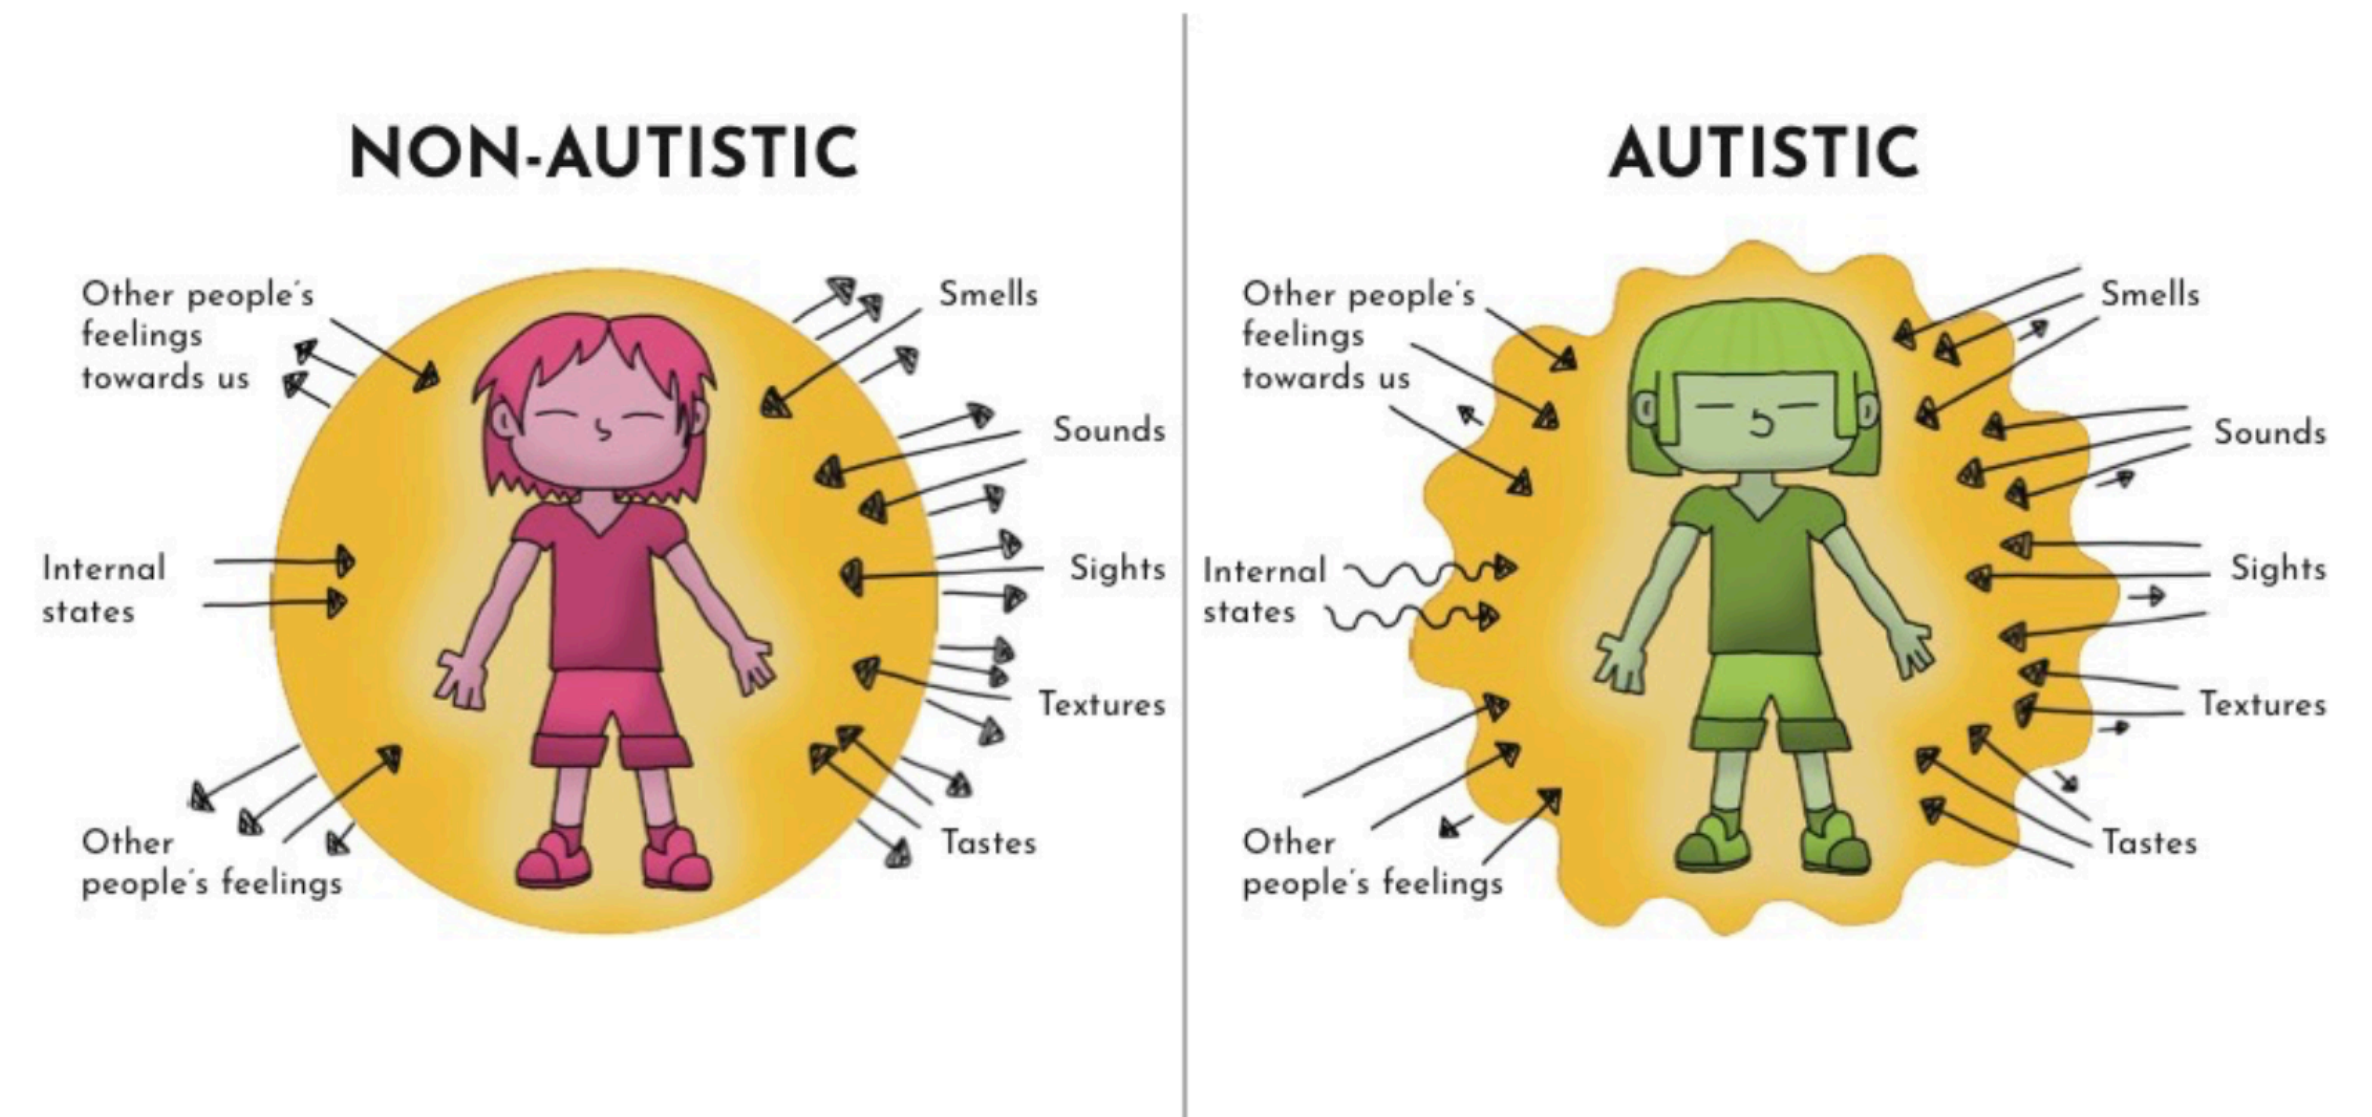 NON-AUTISTIC
Other people's
feelings
towards us
Smells
Sounds
Internal
states
Sights
Textures
Other
people's feelings
Tastes
AUTISTIC
Other people's
feelings
towards us
Smells
Sounds
Internal
states
Sights
Textures
Other
people's feelings
Tastes